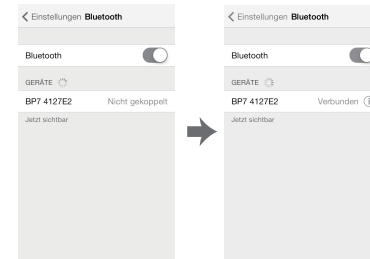 Einstellungen Bluetooth
Bluetooth
GERÄTE
BP7 4127E2 Nicht gekoppelt
Jetzt sichtbar
Einstellungen Bluetooth
Bluetooth
GERÄTE
BP7 4127E2 Verbunden
Jetzt sichtbar